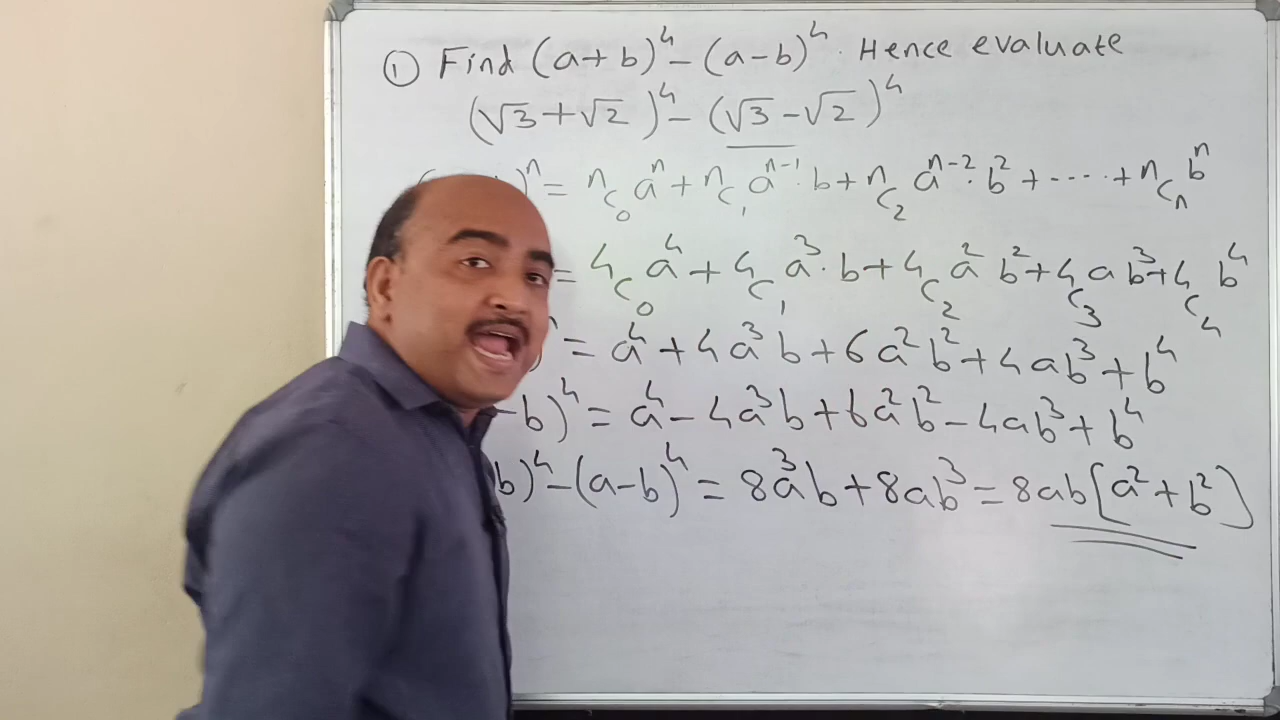 ① Find (a+b)⁴ - (a-b)⁴. Hence evaluate
(√3+√2)⁴ - (√3-√2)⁴
)ⁿ = nC₀ aⁿ + nC₁ aⁿ⁻¹·b + nC₂ aⁿ⁻²·b² + ---- + nCₙ bⁿ
= 4C₀ a⁴ + 4C₁ a³·b + 4C₂ a² b² + 4C₃ ab³ + 4C₄ b⁴
= a⁴ + 4a³b + 6a²b² + 4ab³ + b⁴
-b)⁴ = a⁴ - 4a³b + 6a²b² - 4ab³ + b⁴
b)⁴ - (a-b)⁴ = 8a³b + 8ab³ = 8ab[a²+b²]